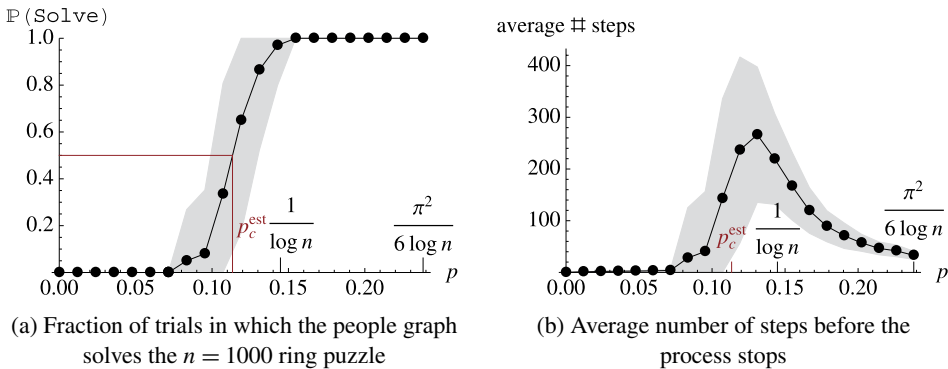 ℙ(Solve)
1.0
0.8
0.6
0.4
0.2
p_c^est
1
log n
π²
6 log n
0.00 0.05 0.10 0.15 0.20 p
(a) Fraction of trials in which the people graph
solves the n = 1000 ring puzzle
average # steps
400
300
200
100
p_c^est
1
log n
π²
6 log n
0.00 0.05 0.10 0.15 0.20 p
(b) Average number of steps before the
process stops